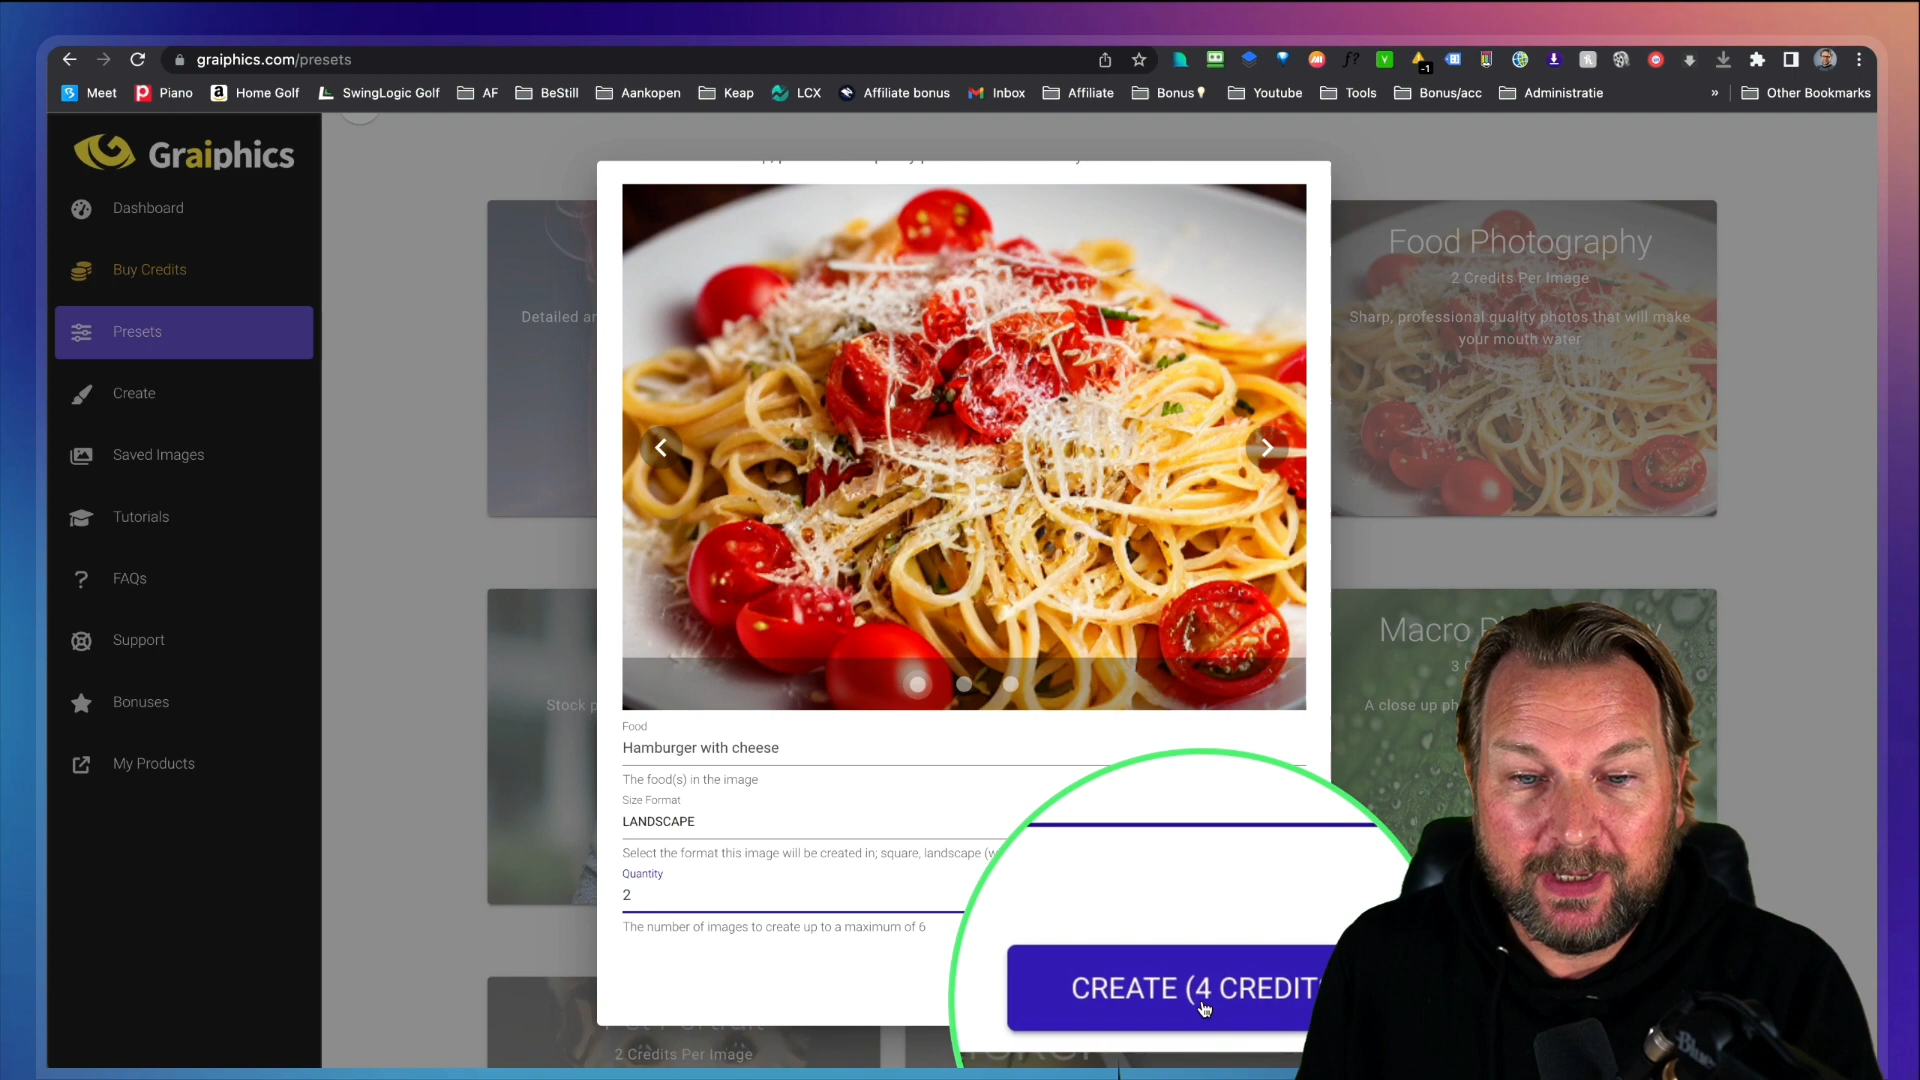 graiphics.com/presets
-1
Meet
Piano
Home Golf
SwingLogic Golf
AF
BeStill
Aankopen
Keap
LCX
Affiliate bonus
Inbox
Affiliate
Bonus
Youtube
Tools
Bonus/acc
Administratie
»
Other Bookmarks
Graiphics
Dashboard
Buy Credits
Presets
Create
Saved Images
Tutorials
FAQs
Support
Bonuses
My Products
Detailed
Food Photography
2 Credits Per Image
Sharp, professional quality photos that will make
your mouth water
Food
Hamburger with cheese
The food(s) in the image
Size Format
LANDSCAPE
Select the format this image will be created in; square, landscape
Quantity
2
The number of images to create up to a maximum of 6
CREATE (4 CREDITS
Stock
Macro
3
A close up
2 Credits Per Image
Blue